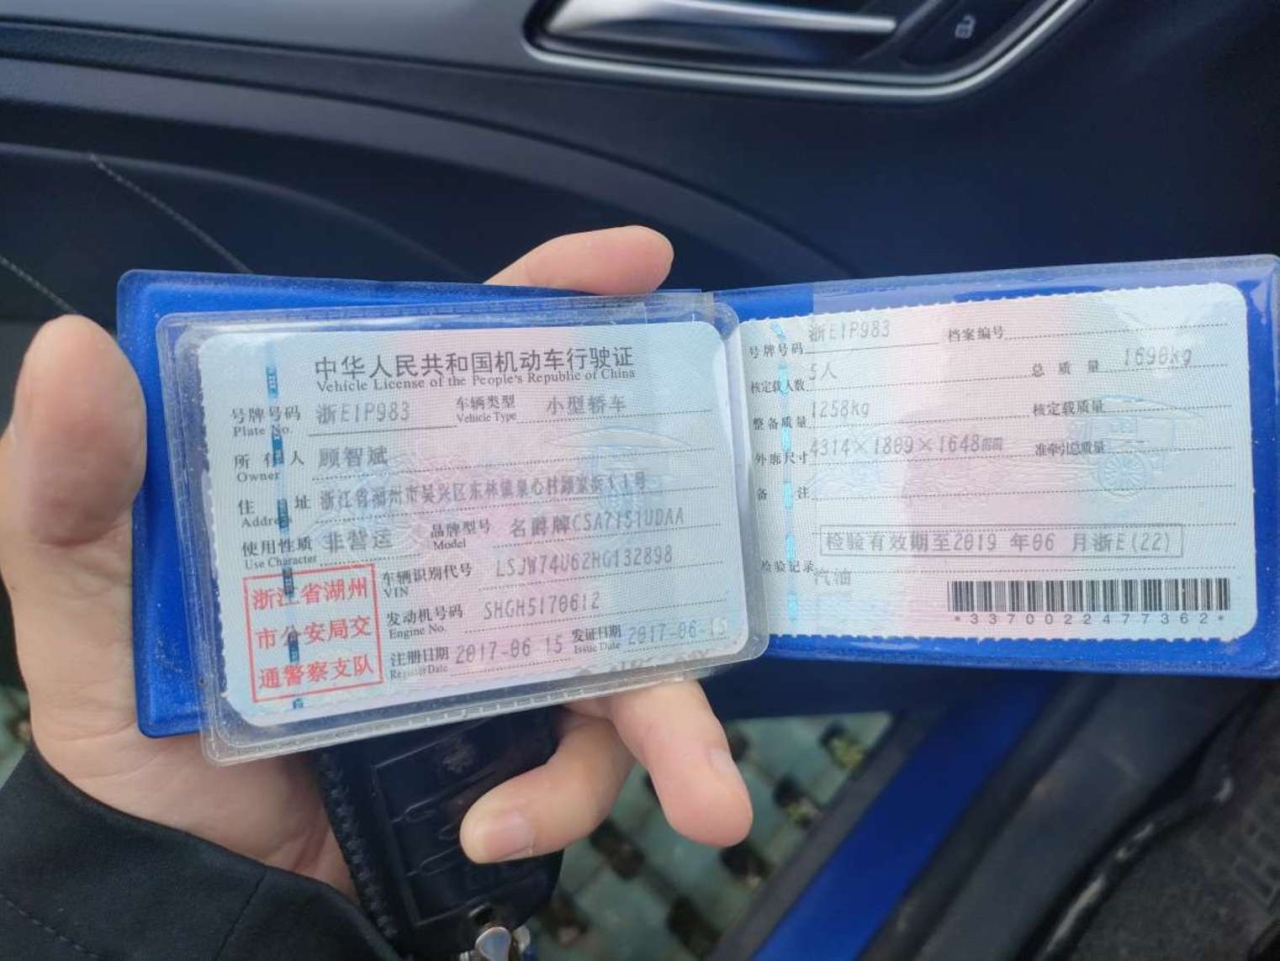 中华人民共和国机动车行驶证
Vehicle License of the People's Republic of China
号牌号码 浙E1P983 车辆类型 小型轿车
Plate No. Vehicle Type
所有人 顾智斌
Owner
住址 浙江省湖州市吴兴区东林镇泉心村顾家街11号
Address
使用性质 非营运 品牌型号 名爵牌CSA7151UDAA
Use Character Model
浙江省湖州
市公安局交
通警察支队
车辆识别代号 LSJW74U62HG132898
VIN
发动机号码 SHGH5170612
Engine No.
注册日期 2017-06-15 发证日期 2017-06-15
Register Date Issue Date
号牌号码 浙E1P983 档案编号
核定载人数 5人 总质量 1690kg
整备质量 1258kg 核定载质量
外廓尺寸 4314×1809×1648mm 准牵引总质量
备注
检验有效期至2019年06月浙E(22)
检验记录 汽油
*3370022477362*